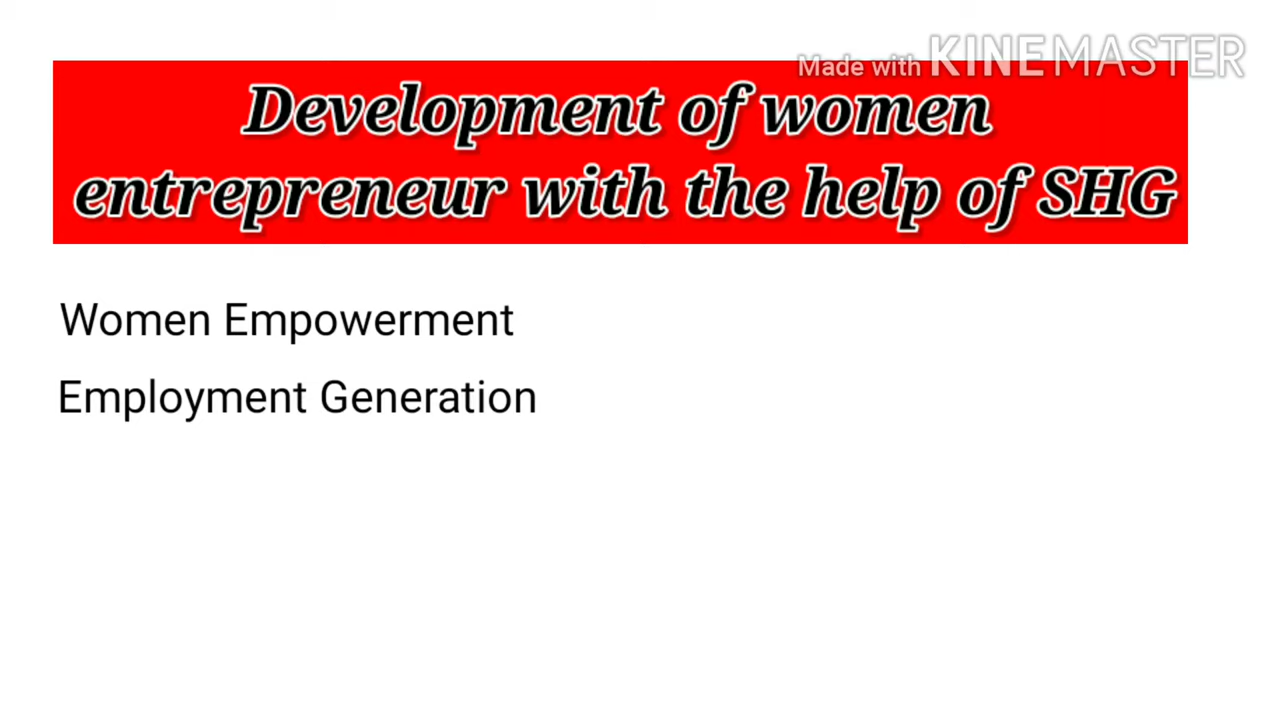 Made with KINEMASTER
Development of women
entrepreneur with the help of SHG
Women Empowerment
Employment Generation